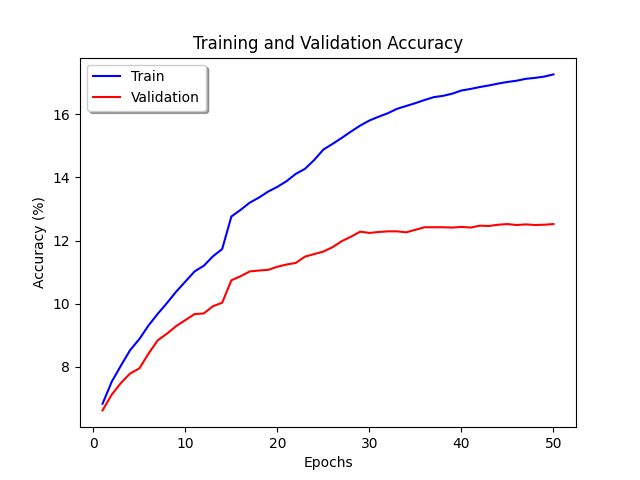 Training and Validation Accuracy
Train
Validation
Accuracy (%)
16
14
12
10
8
0 10 20 30 40 50
Epochs